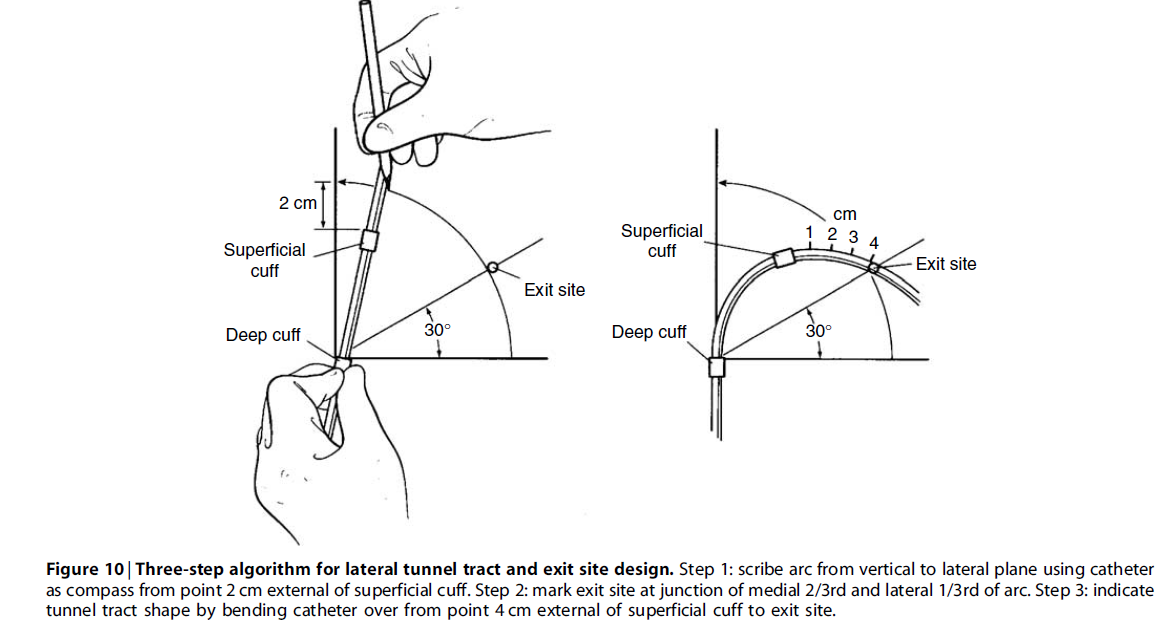 2 cm
Superficial
cuff
Exit site
Deep cuff
30°
cm
Superficial
cuff
1 2 3 4
Exit site
Deep cuff
30°
Figure 10 | Three-step algorithm for lateral tunnel tract and exit site design. Step 1: scribe arc from vertical to lateral plane using catheter
as compass from point 2 cm external of superficial cuff. Step 2: mark exit site at junction of medial 2/3rd and lateral 1/3rd of arc. Step 3: indicate
tunnel tract shape by bending catheter over from point 4 cm external of superficial cuff to exit site.